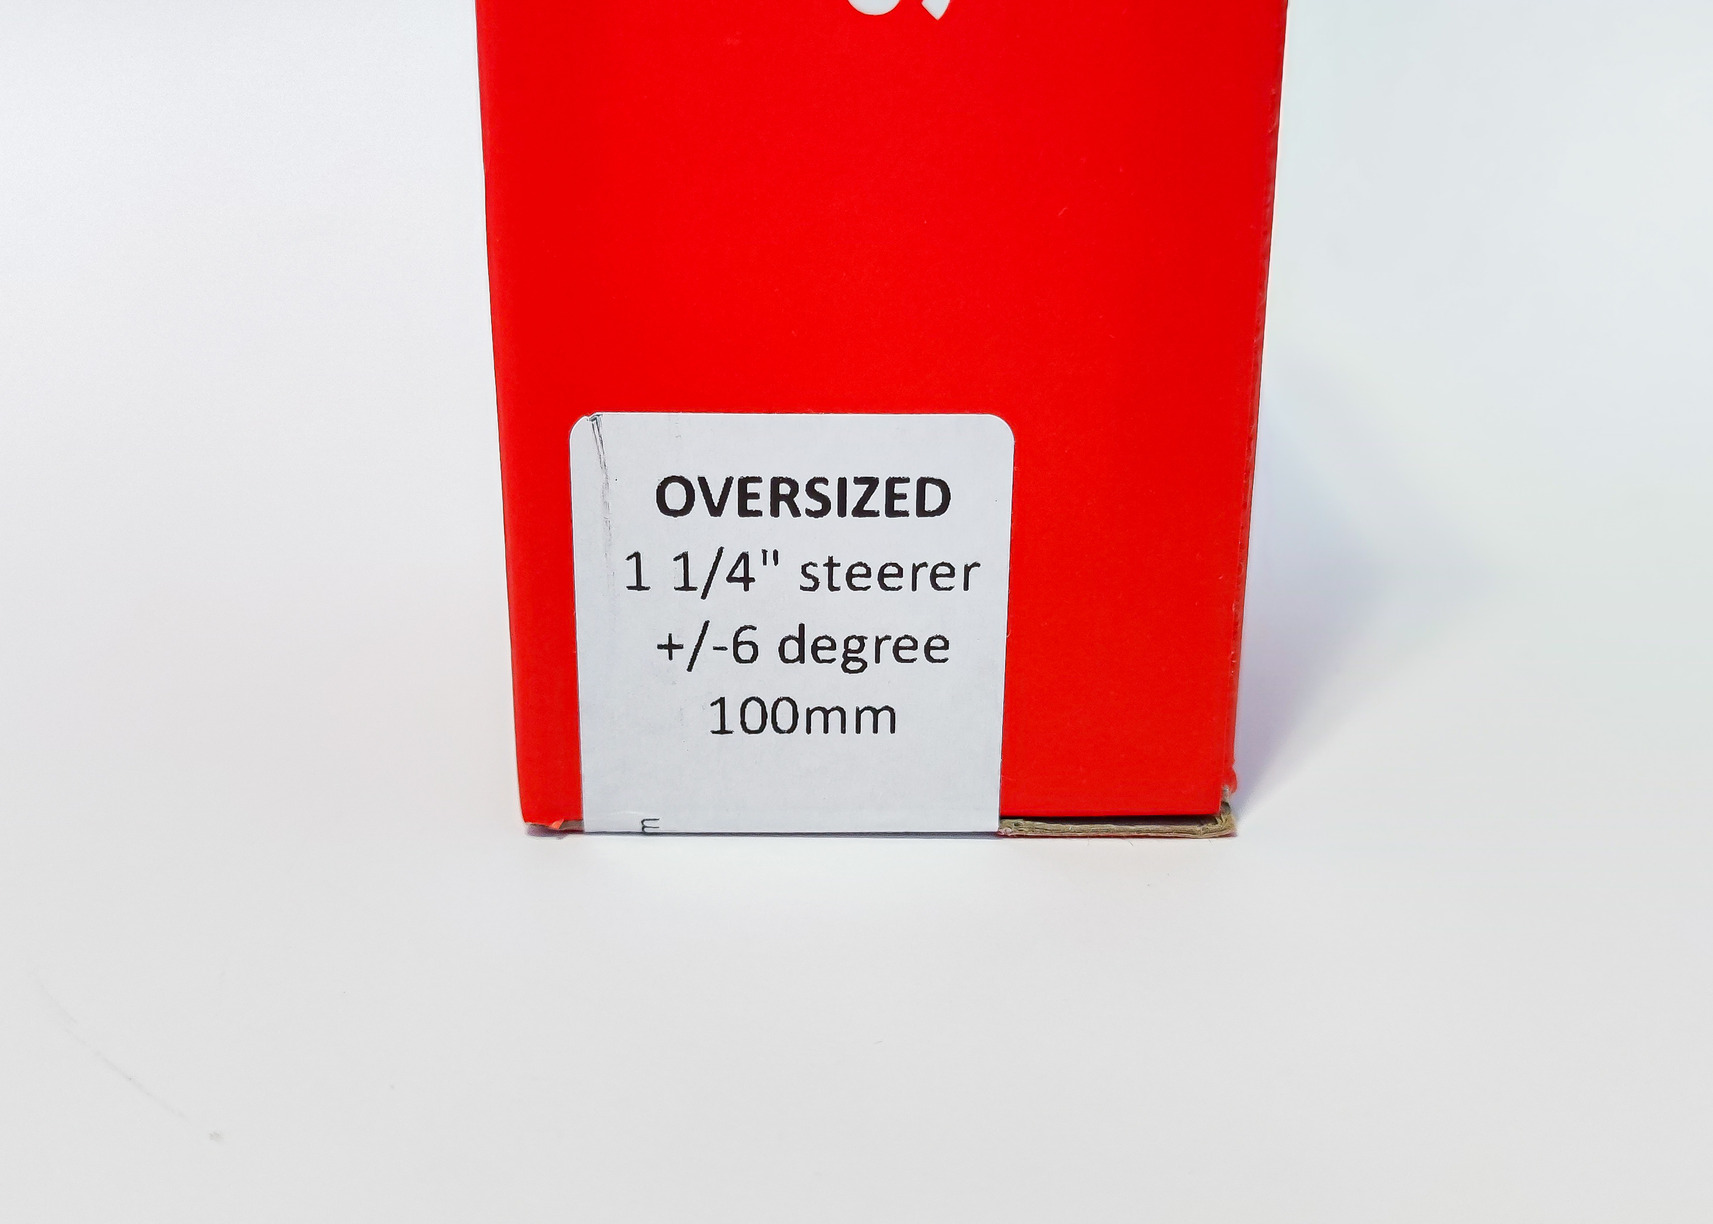 OVERSIZED
1 1/4" steerer
+/-6 degree
100mm